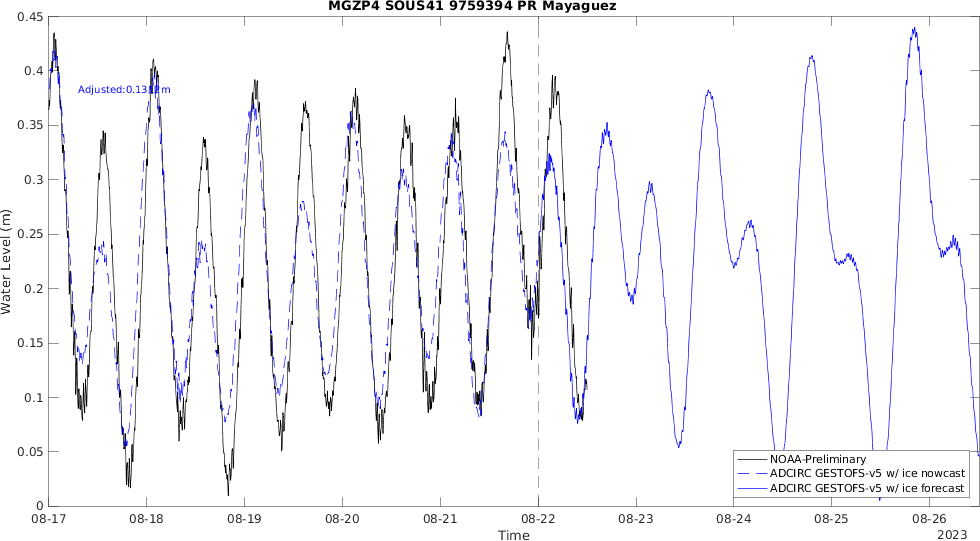 MGZP4 SOUS41 9759394 PR Mayaguez
0.45
0.4
0.35
0.3
0.25
0.2
0.15
0.1
0.05
0
Water Level (m)
NOAA-Preliminary
ADCIRC GESTOFS-v5 w/ ice nowcast
ADCIRC GESTOFS-v5 w/ ice forecast
08-17 08-18 08-19 08-20 08-21 08-22 08-23 08-24 08-25 08-26
Time
2023